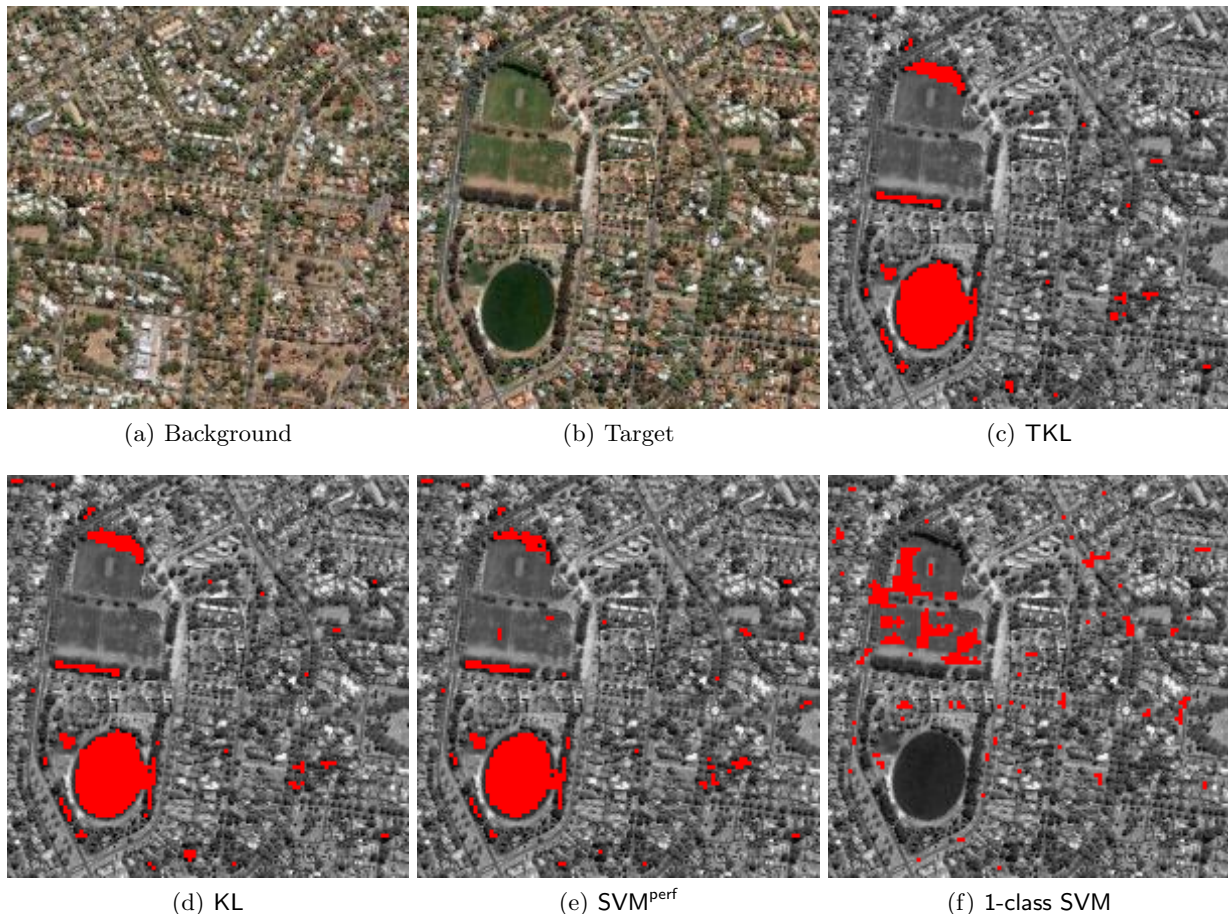 (a) Background
(b) Target
(c) TKL
(d) KL
(e) SVMperf
(f) 1-class SVM